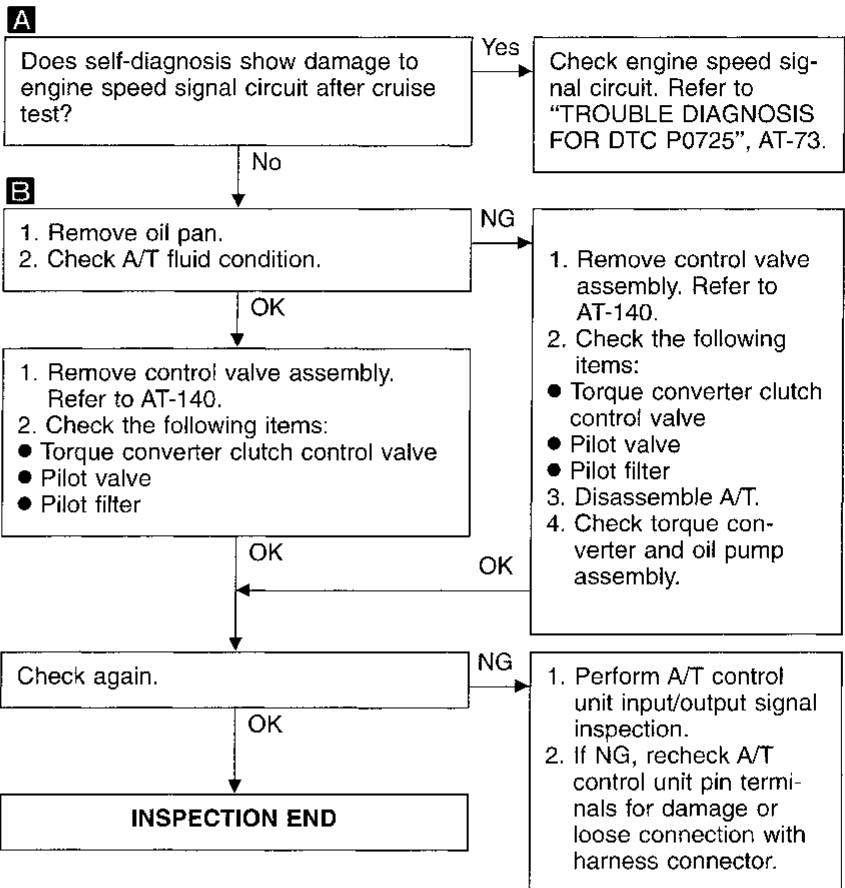 A
Does self-diagnosis show damage to
engine speed signal circuit after cruise
test?
Yes
Check engine speed sig-
nal circuit. Refer to
“TROUBLE DIAGNOSIS
FOR DTC P0725”, AT-73.
No
B
1. Remove oil pan.
2. Check A/T fluid condition.
NG
1. Remove control valve
assembly. Refer to
AT-140.
2. Check the following
items:
● Torque converter clutch
control valve
● Pilot valve
● Pilot filter
3. Disassemble A/T.
4. Check torque con-
verter and oil pump
assembly.
OK
1. Remove control valve assembly.
Refer to AT-140.
2. Check the following items:
● Torque converter clutch control valve
● Pilot valve
● Pilot filter
OK
OK
Check again.
NG
1. Perform A/T control
unit input/output signal
inspection.
2. If NG, recheck A/T
control unit pin termi-
nals for damage or
loose connection with
harness connector.
OK
INSPECTION END